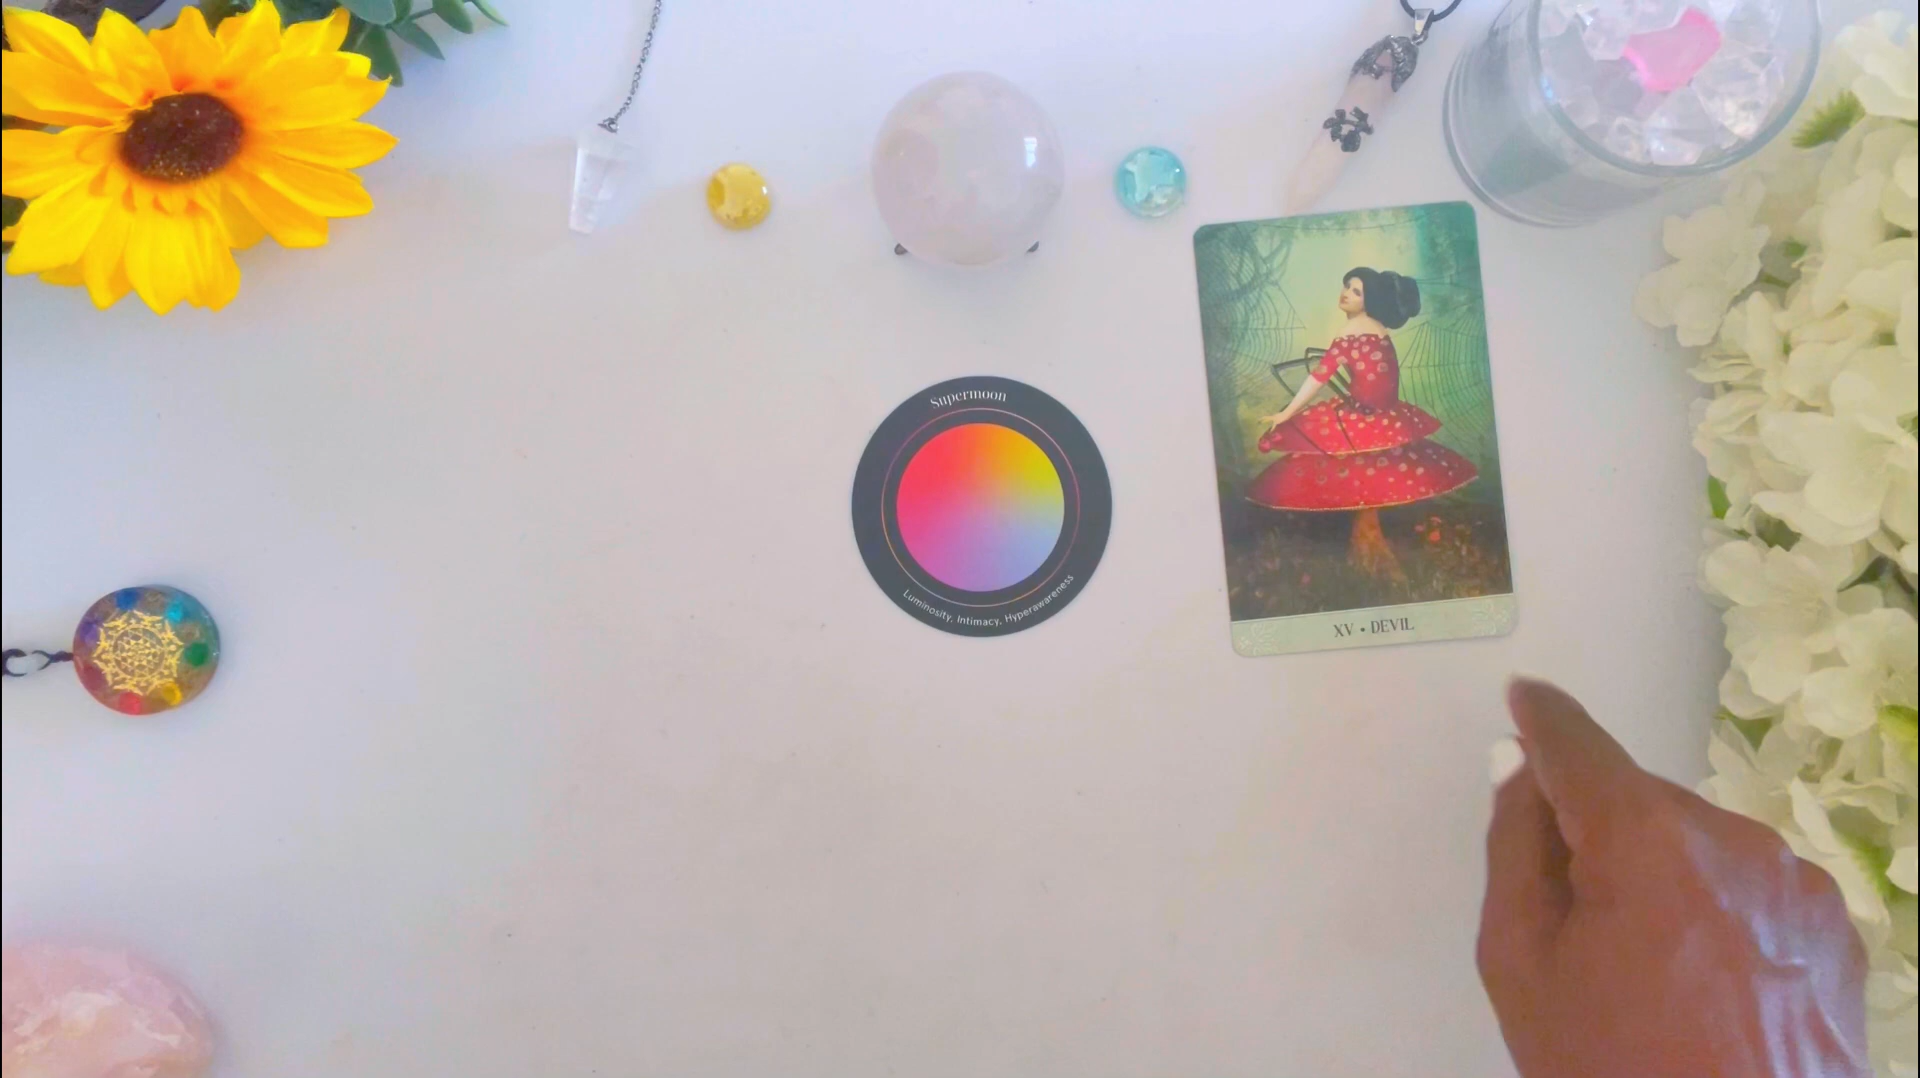 Supermoon
Luminosity, Intimacy, Hyperawareness
XV • DEVIL